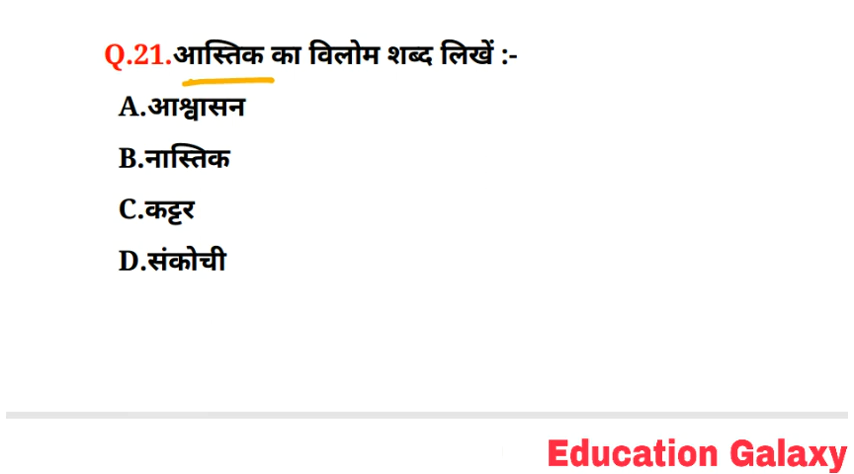 Q.21.आस्तिक का विलोम शब्द लिखें :-
A.आश्वासन
B.नास्तिक
C.कट्टर
D.संकोची
Education Galaxy